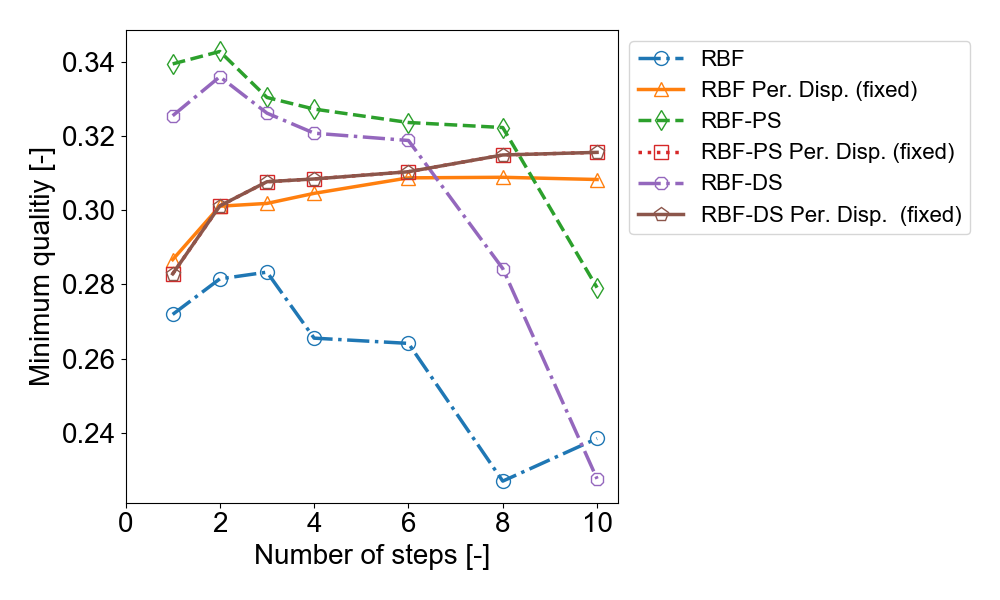 0.34
0.32
0.30
0.28
0.26
0.24
Minimum qualitiy [-]
0 2 4 6 8 10
Number of steps [-]
RBF
RBF Per. Disp. (fixed)
RBF-PS
RBF-PS Per. Disp. (fixed)
RBF-DS
RBF-DS Per. Disp.  (fixed)